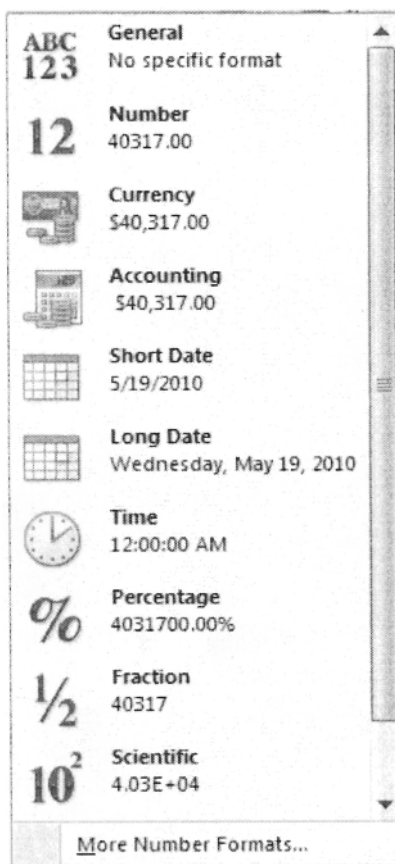 ABC
123
General
No specific format
12
Number
40317.00
Currency
$40,317.00
Accounting
$40,317.00
Short Date
5/19/2010
Long Date
Wednesday, May 19, 2010
Time
12:00:00 AM
%
Percentage
4031700.00%
1/2
Fraction
40317
10²
Scientific
4.03E+04
More Number Formats...